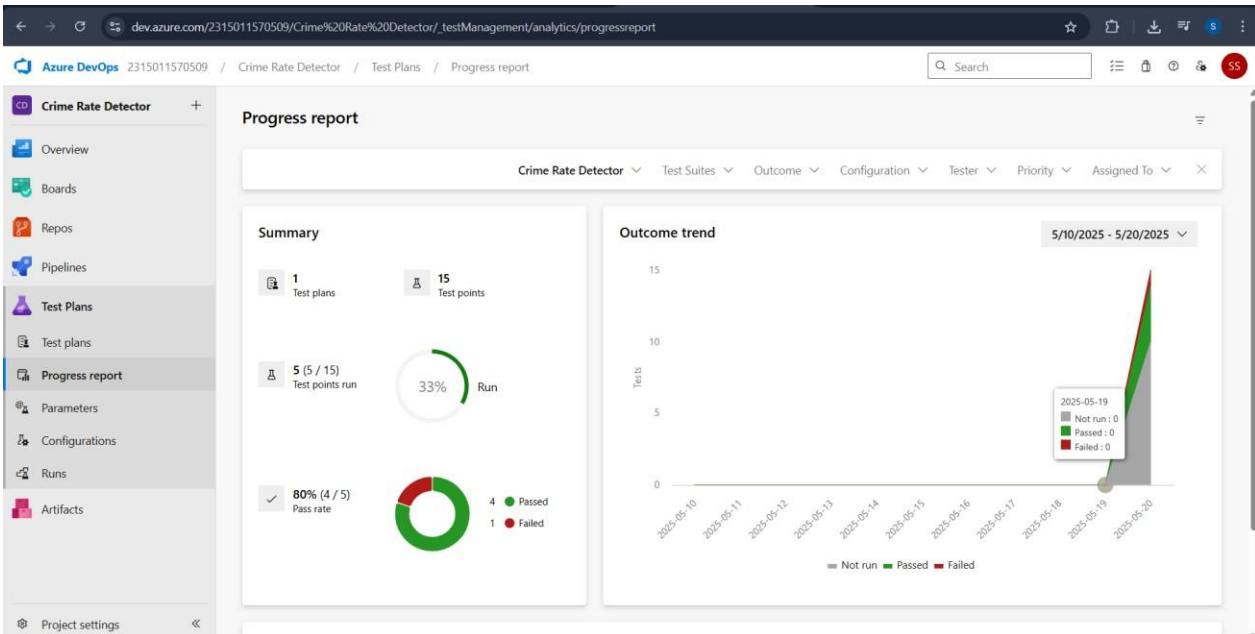 dev.azure.com/2315011570509/Crime%20Rate%20Detector/_testManagement/analytics/progressreport
S
Azure DevOps 2315011570509 / Crime Rate Detector / Test Plans / Progress report
Search
SS
CD Crime Rate Detector +
Overview
Boards
Repos
Pipelines
Test Plans
Test plans
Progress report
Parameters
Configurations
Runs
Artifacts
Project settings
Progress report
Crime Rate Detector Test Suites Outcome Configuration Tester Priority Assigned To
Summary
1
Test plans
15
Test points
5 (5 / 15)
Test points run
33%
Run
80% (4 / 5)
Pass rate
4 Passed
1 Failed
Outcome trend
5/10/2025 - 5/20/2025
15
10
5
0
Tests
2025-05-19
Not run : 0
Passed : 0
Failed : 0
2025-05-10
2025-05-11
2025-05-12
2025-05-13
2025-05-14
2025-05-15
2025-05-16
2025-05-17
2025-05-18
2025-05-19
2025-05-20
Not run Passed Failed